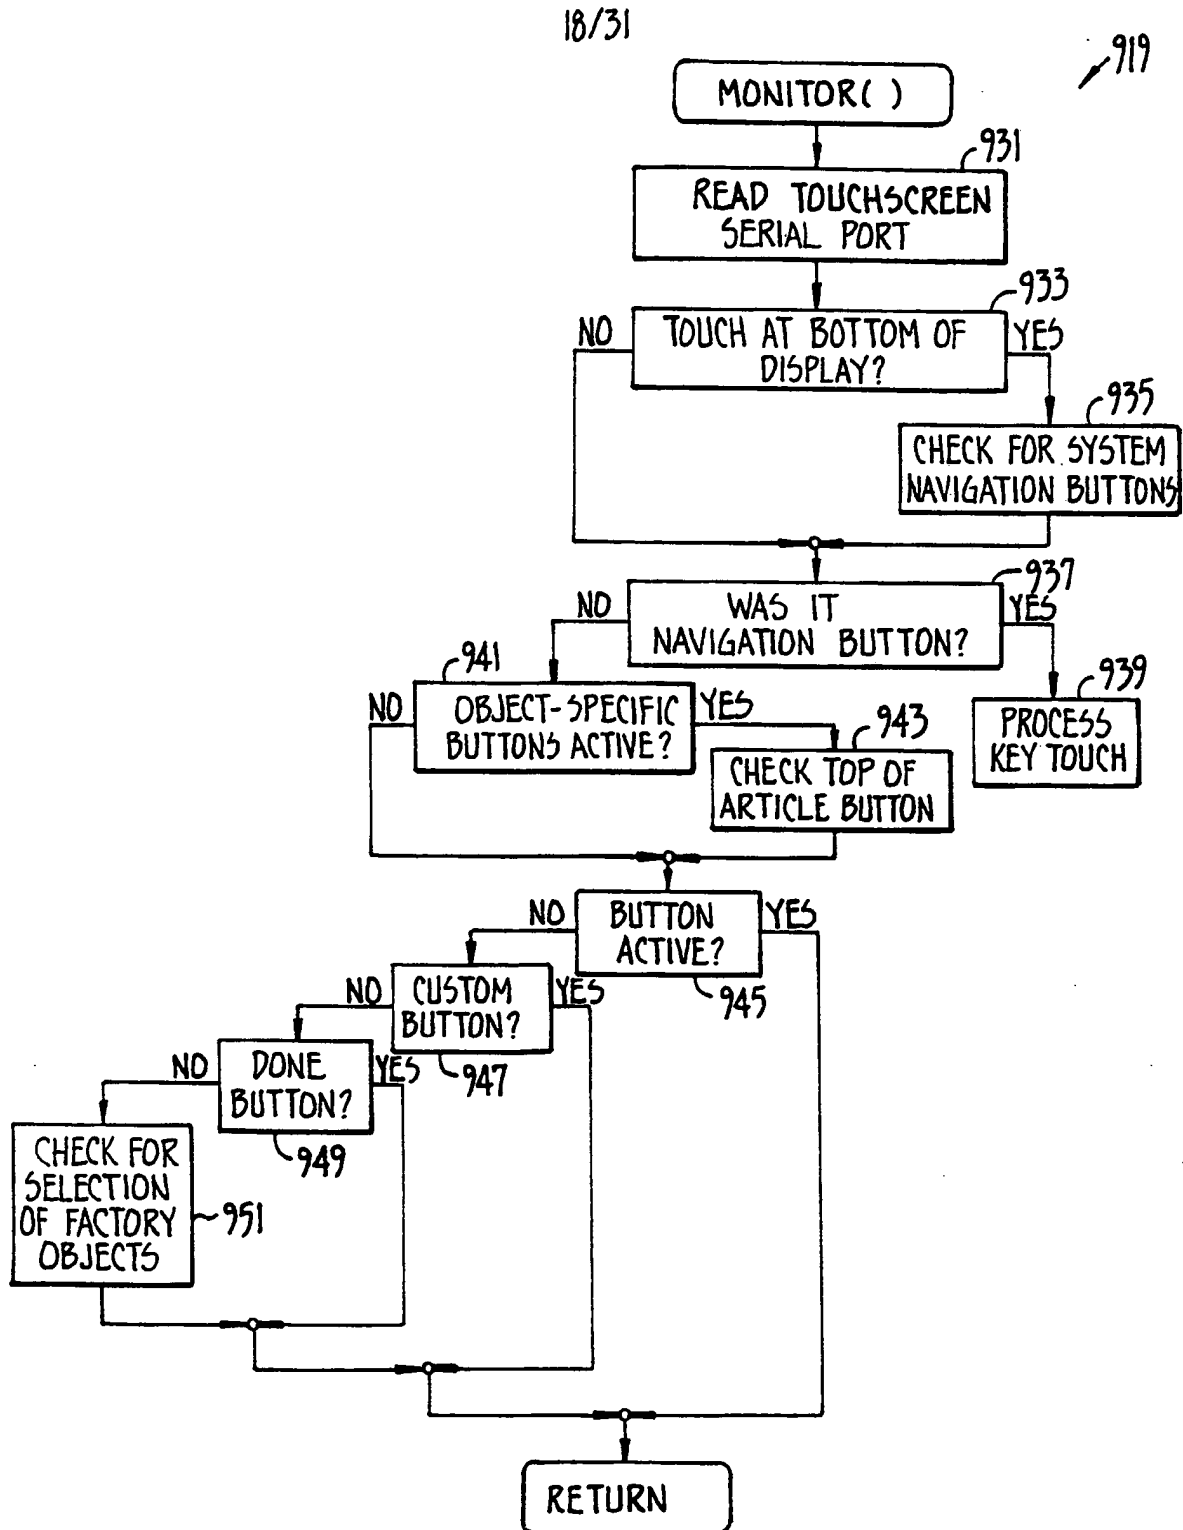 18/31
919
MONITOR( )
931
READ TOUCHSCREEN
SERIAL PORT
933
NO
TOUCH AT BOTTOM OF
DISPLAY?
YES
935
CHECK FOR SYSTEM
NAVIGATION BUTTONS
937
NO
WAS IT
NAVIGATION BUTTON?
YES
941
939
NO
OBJECT-SPECIFIC
BUTTONS ACTIVE?
YES
943
PROCESS
KEY TOUCH
CHECK TOP OF
ARTICLE BUTTON
NO
BUTTON
ACTIVE?
YES
945
NO
CUSTOM
BUTTON?
YES
947
NO
DONE
BUTTON?
YES
949
CHECK FOR
SELECTION
OF FACTORY
OBJECTS
951
RETURN